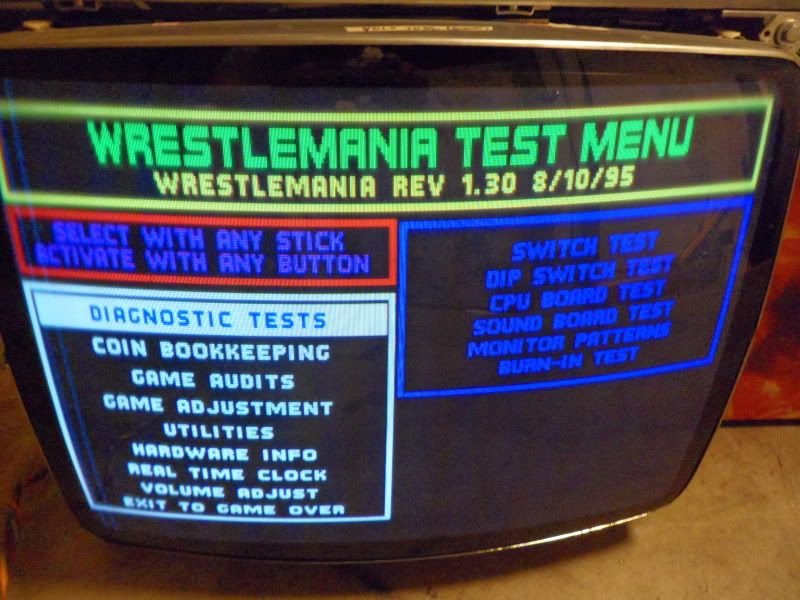 WRESTLEMANIA TEST MENU
WRESTLEMANIA REV 1.30 8/10/95
SELECT WITH ANY STICK
ACTIVATE WITH ANY BUTTON
DIAGNOSTIC TESTS
COIN BOOKKEEPING
GAME AUDITS
GAME ADJUSTMENT
UTILITIES
HARDWARE INFO
REAL TIME CLOCK
VOLUME ADJUST
EXIT TO GAME OVER
SWITCH TEST
DIP SWITCH TEST
CPU BOARD TEST
SOUND BOARD TEST
MONITOR PATTERNS
BURN-IN TEST